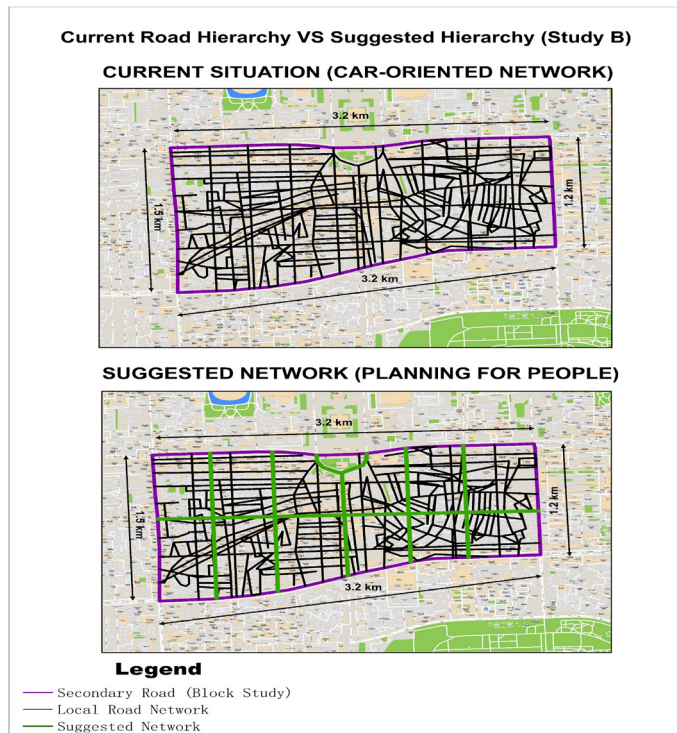 Current Road Hierarchy VS Suggested Hierarchy (Study B)
CURRENT SITUATION (CAR-ORIENTED NETWORK)
3.2 km
1.5 km
1.2 km
3.2 km
SUGGESTED NETWORK (PLANNING FOR PEOPLE)
3.2 km
1.5 km
1.2 km
3.2 km
Legend
Secondary Road (Block Study)
Local Road Network
Suggested Network